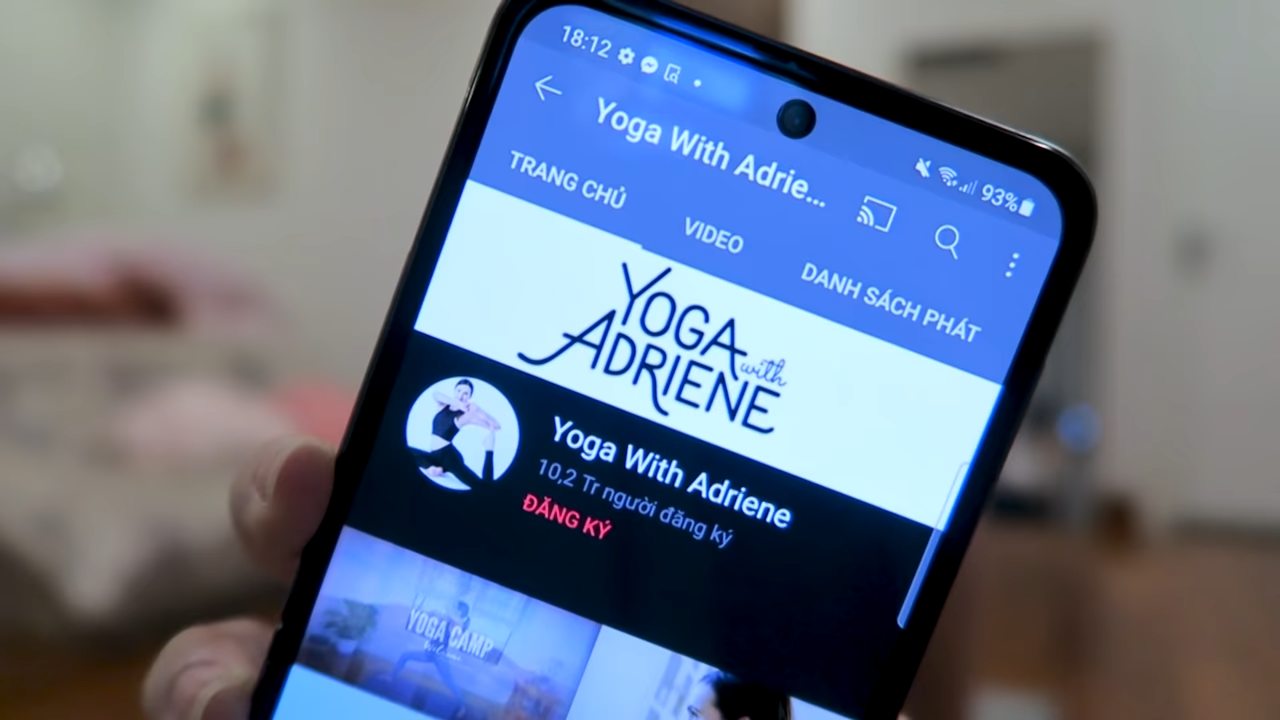 18:12
93%
Yoga With Adrie...
TRANG CHỦ
VIDEO
DANH SÁCH PHÁT
YOGA
with
ADRIENE
Yoga With Adriene
10,2 Tr người đăng ký
ĐĂNG KÝ
YOGA CAMP